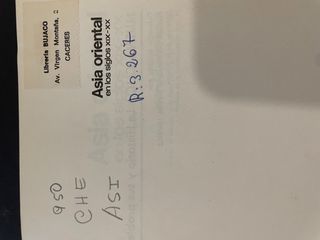 Librería BUJACO
Av. Virgen Montaña, 2
CACERES
Asia oriental
en los siglos XIX-XX
R: 3.267
950
CHE
ASI